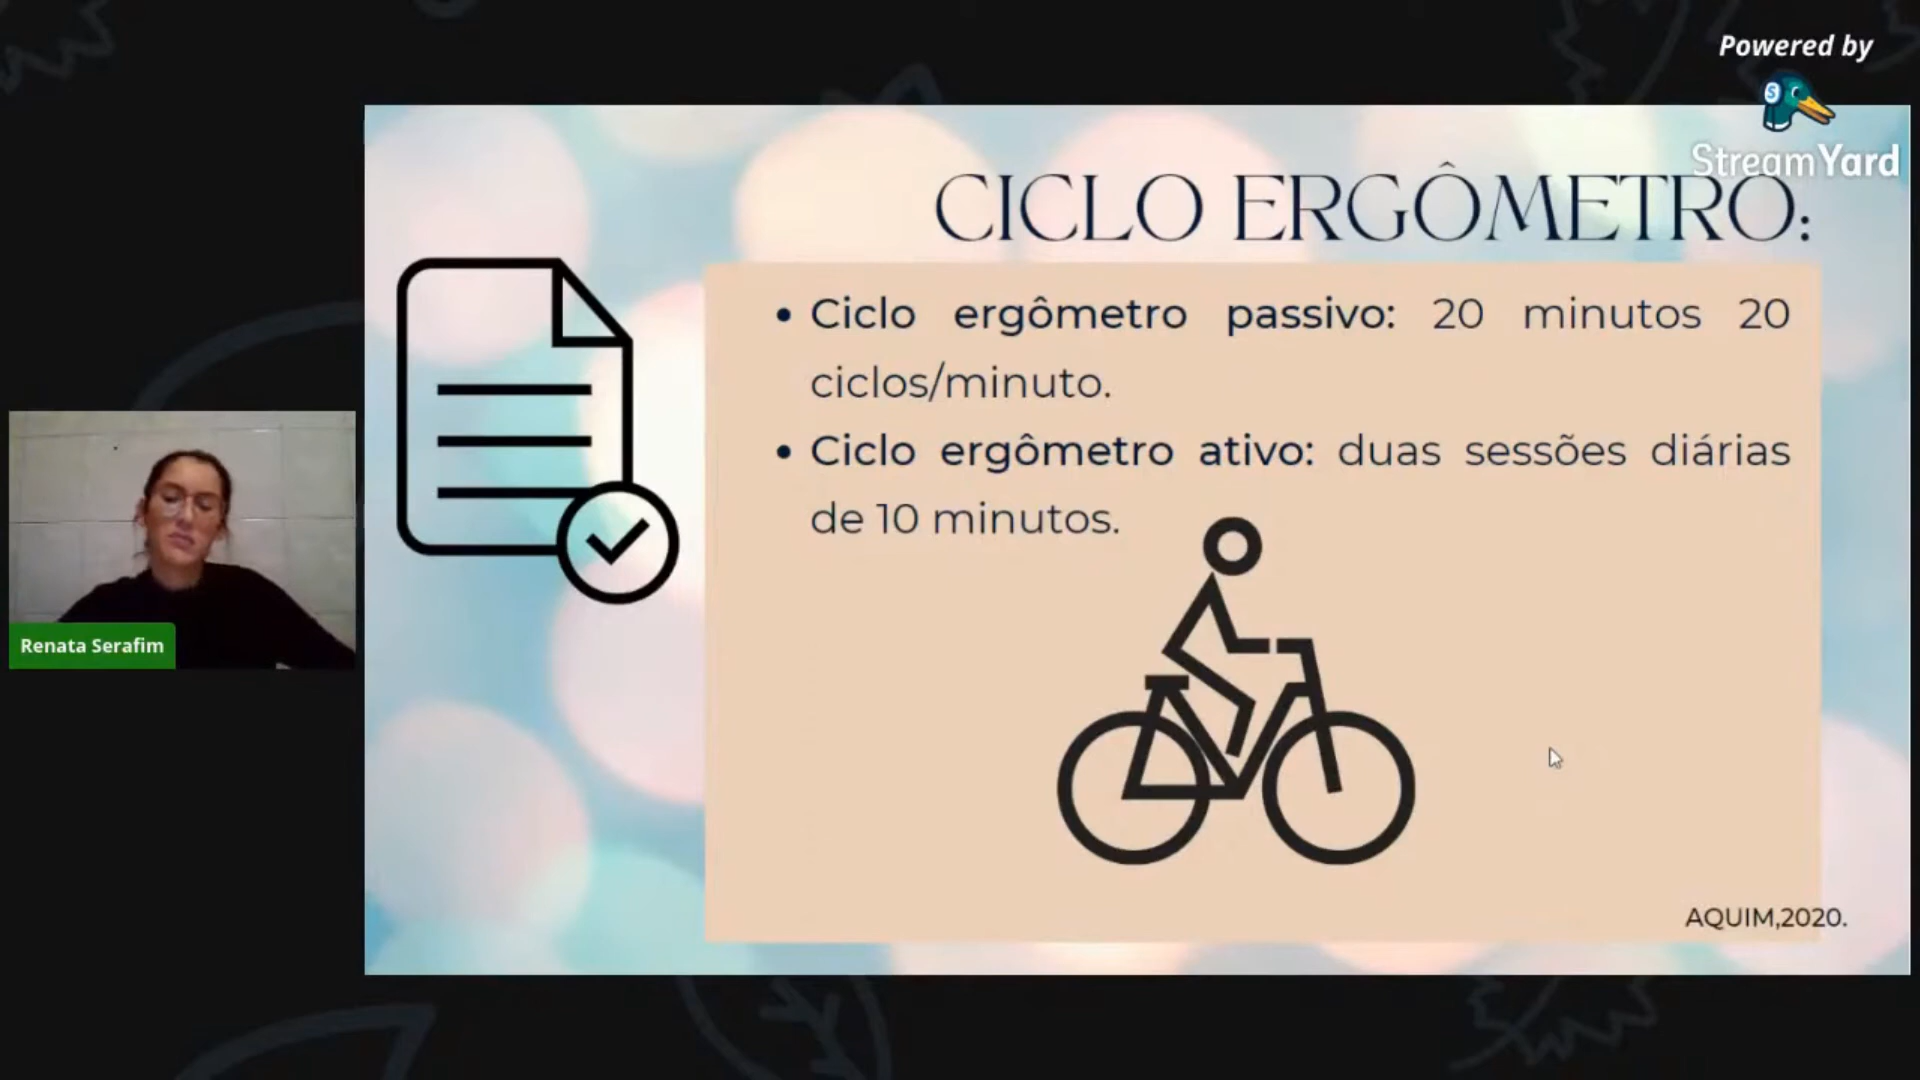 Powered by
StreamYard
CICLO ERGÔMETRO:
• Ciclo ergômetro passivo: 20 minutos 20
ciclos/minuto.
• Ciclo ergômetro ativo: duas sessões diárias
de 10 minutos.
Renata Serafim
AQUIM,2020.